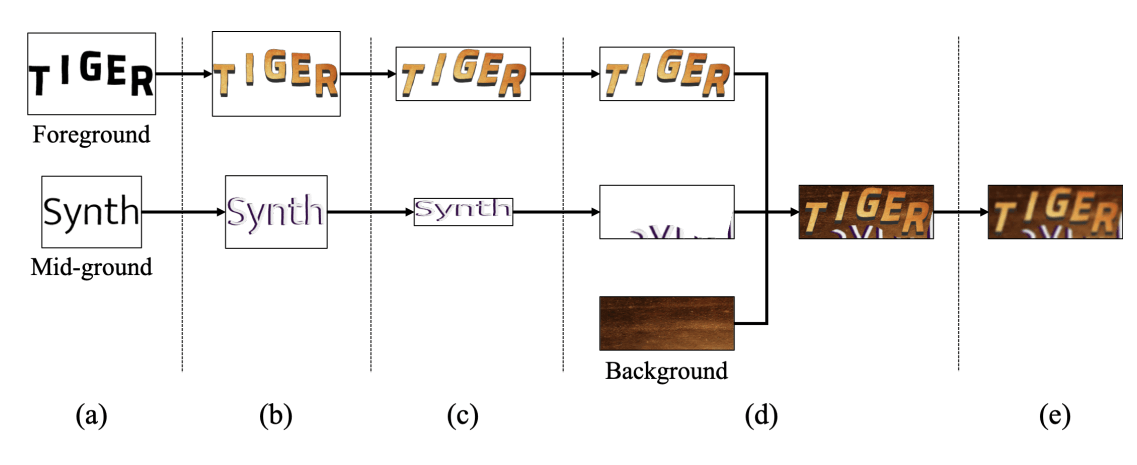 TIGER TIGER TIGER TIGER
Foreground
Synth Synth Synth TIGER TIGER
Mid-ground
Background
(a) (b) (c) (d) (e)